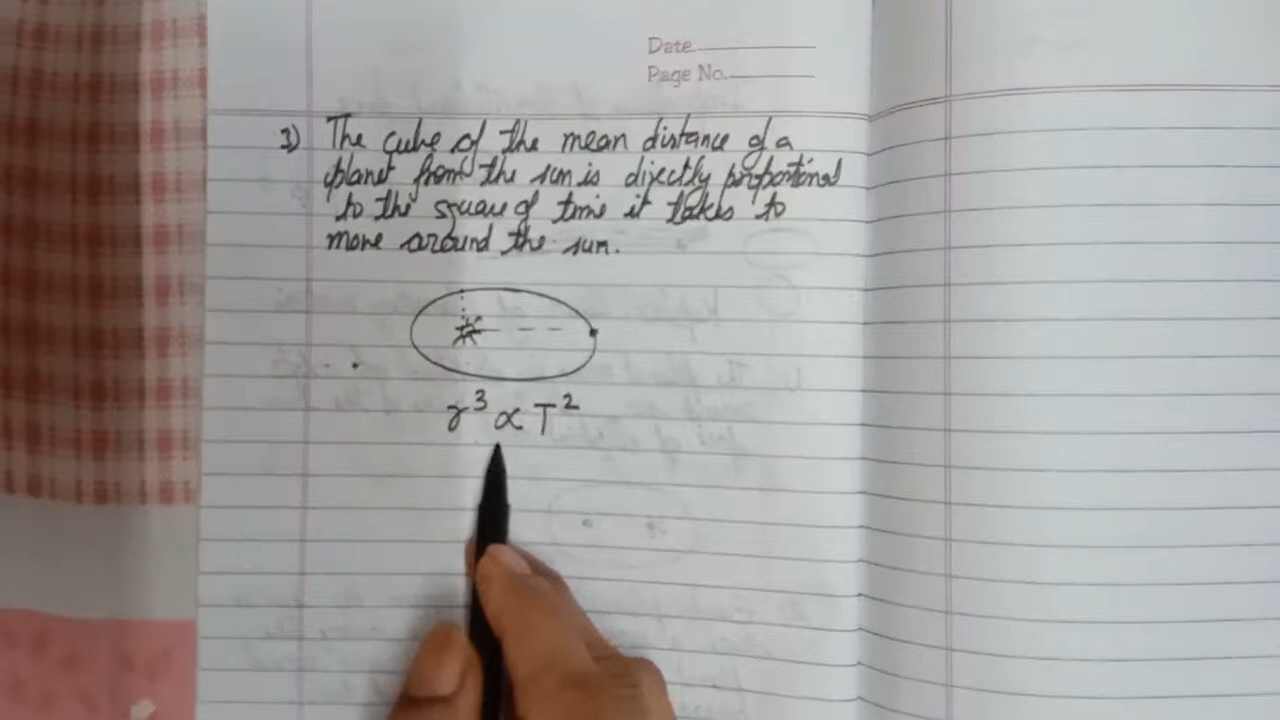 Date
Page No.
3) The cube of the mean distance of a
planet from the sun is directly proportional
to the square of time it takes to
move around the sun.
r³ ∝ T²